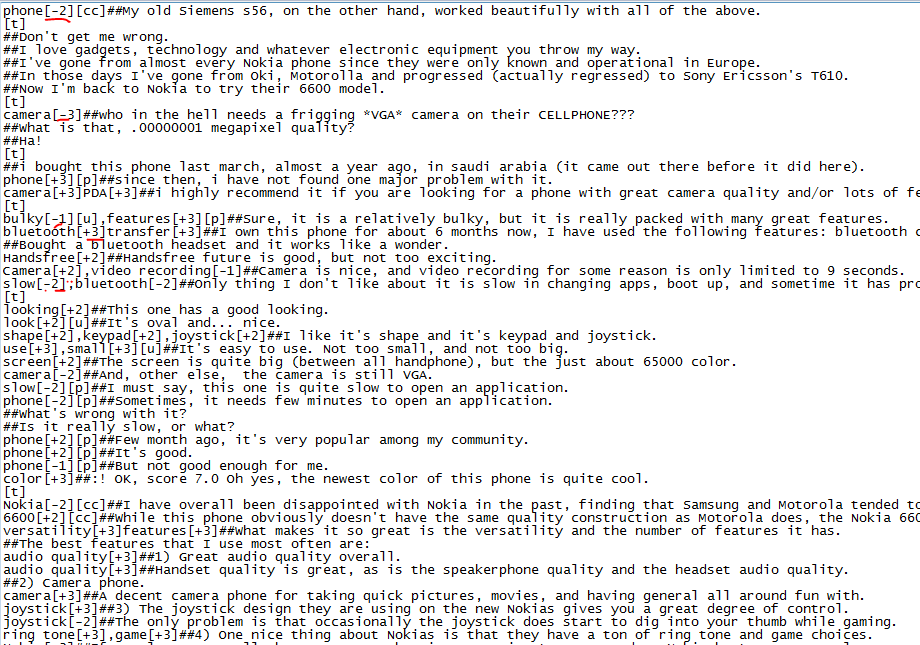 phone[-2][cc]##My old Siemens s56, on the other hand, worked beautifully with all of the above.
[t]
##Don't get me wrong.
##I love gadgets, technology and whatever electronic equipment you throw my way.
##I've gone from almost every Nokia phone since they were only known and operational in Europe.
##In those days I've gone from Oki, Motorolla and progressed (actually regressed) to Sony Ericsson's T610.
##Now I'm back to Nokia to try their 6600 model.
[t]
camera[-3]##who in the hell needs a frigging *VGA* camera on their CELLPHONE???
##what is that, .00000001 megapixel quality?
##Ha!
[t]
##i bought this phone last march, almost a year ago, in saudi arabia (it came out there before it did here).
phone[+3][p]##since then, i have not found one major problem with it.
camera[+3]PDA[+3]##i highly recommend it if you are looking for a phone with great camera quality and/or lots of fe
[t]
bulky[-1][u],features[+3][p]##Sure, it is a relatively bulky, but it is really packed with many great features.
bluetooth[+3]transfer[+3]##I own this phone for about 6 months now, I have used the following features: bluetooth
##Bought a bluetooth headset and it works like a wonder.
Handsfree[+2]##Handsfree future is good, but not too exciting.
Camera[+2],video recording[-1]##Camera is nice, and video recording for some reason is only limited to 9 seconds.
slow[-2],bluetooth[-2]##Only thing I don't like about it is slow in changing apps, boot up, and sometime it has pro
[t]
looking[+2]##This one has a good looking.
look[+2][u]##It's oval and... nice.
shape[+2],keypad[+2],joystick[+2]##I like it's shape and it's keypad and joystick.
use[+3],small[+3][u]##It's easy to use. Not too small, and not too big.
screen[+2]##The screen is quite big (between all handphone), but the just about 65000 color.
camera[-2]##And, other else,  the camera is still VGA.
slow[-2][p]##I must say, this one is quite slow to open an application.
phone[-2][p]##Sometimes, it needs few minutes to open an application.
##What's wrong with it?
##Is it really slow, or what?
phone[+2][p]##Few month ago, it's very popular among my community.
phone[+2][p]##It's good.
phone[-1][p]##But not good enough for me.
color[+3]##:! OK, score 7.0 Oh yes, the newest color of this phone is quite cool.
[t]
Nokia[-2][cc]##I have overall been disappointed with Nokia in the past, finding that Samsung and Motorola tended to
6600[+2][cc]##While this phone obviously doesn't have the same quality construction as Motorola does, the Nokia 660
versatility[+3]features[+3]##What makes it so great is the versatility and the number of features it has.
##The best features that I use most often are:
audio quality[+3]##1) Great audio quality overall.
audio quality[+3]##Handset quality is great, as is the speakerphone quality and the headset audio quality.
##2) Camera phone.
camera[+3]##A decent camera phone for taking quick pictures, movies, and having general all around fun with.
joystick[+3]##3) The joystick design they are using on the new Nokias gives you a great degree of control.
joystick[-2]##The only problem is that occasionally the joystick does start to dig into your thumb while gaming.
ring tone[+3],game[+3]##4) One nice thing about Nokias is that they have a ton of ring tone and game choices.